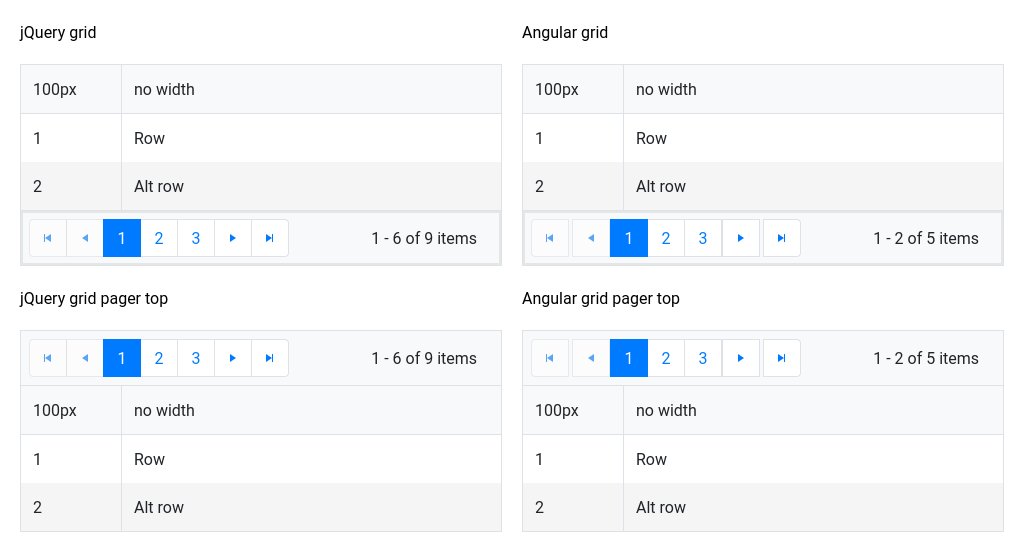 jQuery grid
100px no width
1 Row
2 Alt row
1 2 3 1 - 6 of 9 items
Angular grid
100px no width
1 Row
2 Alt row
1 2 3 1 - 2 of 5 items
jQuery grid pager top
1 2 3 1 - 6 of 9 items
100px no width
1 Row
2 Alt row
Angular grid pager top
1 2 3 1 - 2 of 5 items
100px no width
1 Row
2 Alt row